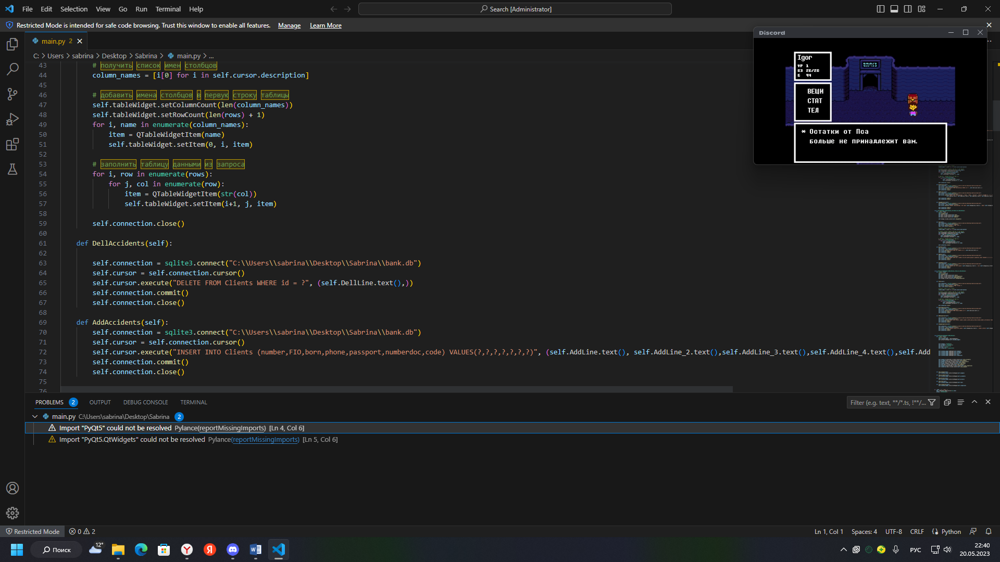 File Edit Selection View Go Run Terminal Help
Search [Administrator]
Restricted Mode is intended for safe code browsing. Trust this window to enable all features. Manage Learn More
main.py 2
C: > Users > sabrina > Desktop > Sabrina > main.py > ...
43 # получить список имен столбцов
44 column_names = [i[0] for i in self.cursor.description]
45
46 # добавить имена столбцов в первую строку таблицы
47 self.tableWidget.setColumnCount(len(column_names))
48 self.tableWidget.setRowCount(len(rows) + 1)
49 for i, name in enumerate(column_names):
50 item = QTableWidgetItem(name)
51 self.tableWidget.setItem(0, i, item)
52
53 # заполнить таблицу данными из запроса
54 for i, row in enumerate(rows):
55 for j, col in enumerate(row):
56 item = QTableWidgetItem(str(col))
57 self.tableWidget.setItem(i+1, j, item)
58
59 self.connection.close()
60
61 def DellAccidents(self):
62
63 self.connection = sqlite3.connect("C:\\Users\\sabrina\\Desktop\\Sabrina\\bank.db")
64 self.cursor = self.connection.cursor()
65 self.cursor.execute("DELETE FROM Clients WHERE id = ?", (self.DellLine.text(),))
66 self.connection.commit()
67 self.connection.close()
68
69 def AddAccidents(self):
70 self.connection = sqlite3.connect("C:\\Users\\sabrina\\Desktop\\Sabrina\\bank.db")
71 self.cursor = self.connection.cursor()
72 self.cursor.execute("INSERT INTO Clients (number,FIO,born,phone,passport,numberdoc,code) VALUES(?,?,?,?,?,?,?)", (self.AddLine.text(), self.AddLine_2.text(),self.AddLine_3.text(),self.AddLine_4.text(),self.Add
73 self.connection.commit()
74 self.connection.close()
75
76
Discord
Igor
УР 1
ОЗ 20/20
G 94
ВЕЩИ
СТАТ
ТЕЛ
* Остатки от Пса
больше не принадлежит вам.
PROBLEMS 2 OUTPUT DEBUG CONSOLE TERMINAL
Filter (e.g. text, **/*.ts, !**/...
main.py C:\Users\sabrina\Desktop\Sabrina 2
Import "PyQt5" could not be resolved Pylance(reportMissingImports) [Ln 4, Col 6]
Import "PyQt5.QtWidgets" could not be resolved Pylance(reportMissingImports) [Ln 5, Col 6]
Restricted Mode 0 2
Ln 1, Col 1 Spaces: 4 UTF-8 CRLF Python
Поиск
12°
РУС
22:40
20.05.2023